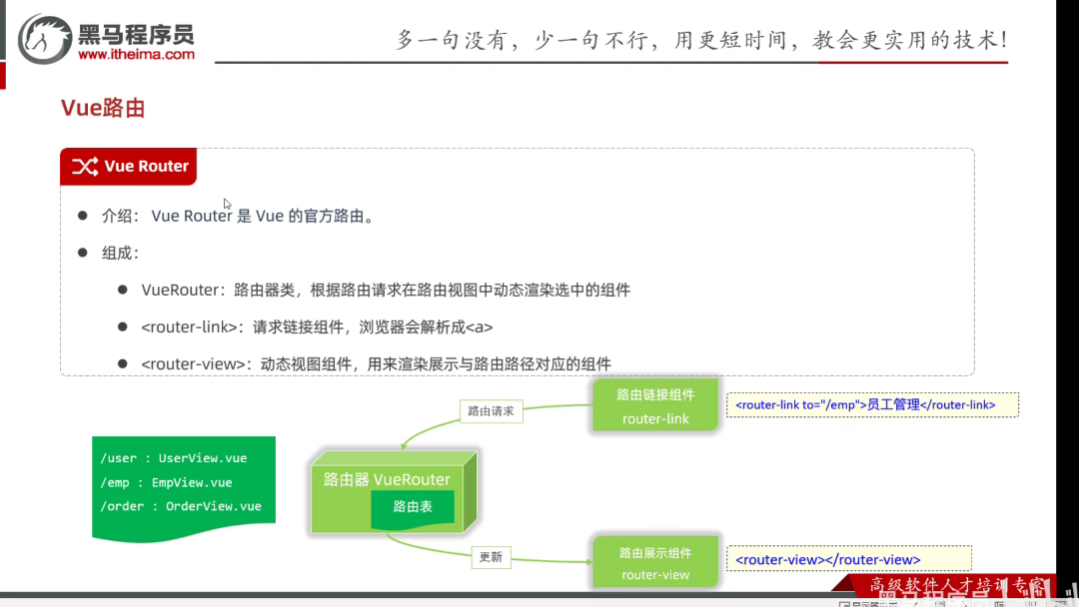 黑马程序员
www.itheima.com
多一句没有，少一句不行，用更短时间，教会更实用的技术！
Vue路由
Vue Router
介绍： Vue Router 是 Vue 的官方路由。
组成：
VueRouter：路由器类，根据路由请求在路由视图中动态渲染选中的组件
<router-link>：请求链接组件，浏览器会解析成<a>
<router-view>：动态视图组件，用来渲染展示与路由路径对应的组件
路由请求
路由链接组件
router-link
<router-link to="/emp">员工管理</router-link>
/user : UserView.vue
/emp : EmpView.vue
/order : OrderView.vue
路由器 VueRouter
路由表
更新
路由展示组件
router-view
<router-view></router-view>
高级软件人才培训专家
黑马程序员